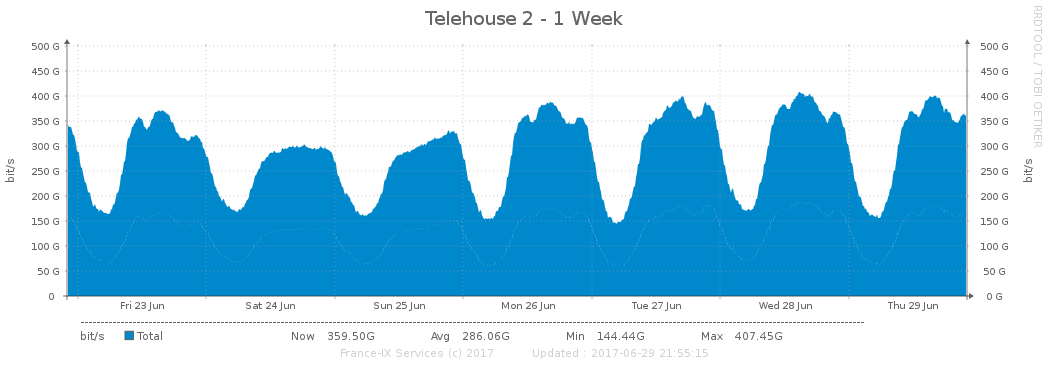 Telehouse 2 - 1 Week
RRDTOOL / TOBI OETIKER
500 G 500 G
450 G 450 G
400 G 400 G
350 G 350 G
300 G 300 G
250 G 250 G
200 G 200 G
150 G 150 G
100 G 100 G
50 G 50 G
0 0 G
bit/s bit/s
Fri 23 Jun Sat 24 Jun Sun 25 Jun Mon 26 Jun Tue 27 Jun Wed 28 Jun Thu 29 Jun
bit/s Total Now 359.50G Avg 286.06G Min 144.44G Max 407.45G
France-IX Services (c) 2017 Updated : 2017-06-29 21:55:15